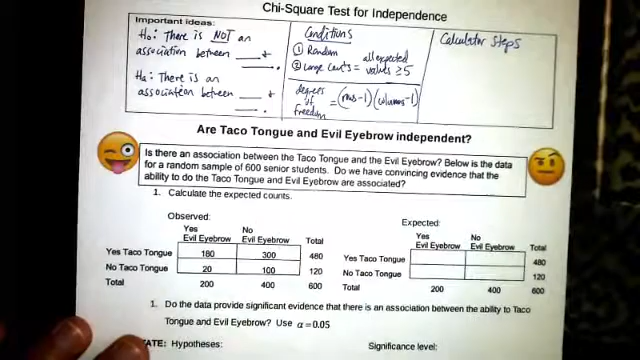 Chi-Square Test for Independence
Important ideas:
Ho: There is NOT an
association between ____ +
____.
Ha: There is an
association between ____ +
____.
Conditions
① Random
② Large Counts = all expected
values ≥5
degrees
of
freedom
= (rows-1)(columns-1)
Calculator Steps
Are Taco Tongue and Evil Eyebrow independent?
Is there an association between the Taco Tongue and the Evil Eyebrow? Below is the data
for a random sample of 600 senior students. Do we have convincing evidence that the
ability to do the Taco Tongue and Evil Eyebrow are associated?
1. Calculate the expected counts.
Observed:
Yes No
Evil Eyebrow Evil Eyebrow Total
Yes Taco Tongue 180 300 480
No Taco Tongue 20 100 120
Total 200 400 600
Expected:
Yes No
Evil Eyebrow Evil Eyebrow Total
Yes Taco Tongue 480
No Taco Tongue 120
Total 200 400 600
1. Do the data provide significant evidence that there is an association between the ability to Taco
Tongue and Evil Eyebrow? Use α=0.05
ATE: Hypotheses: Significance level: